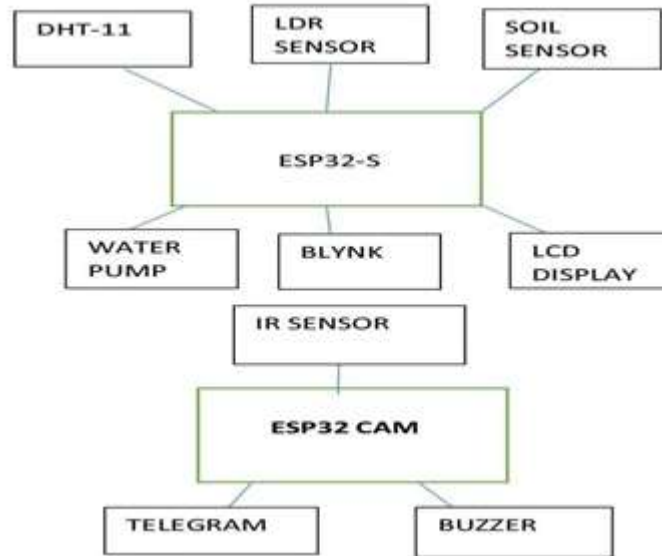 DHT-11
LDR
SENSOR
SOIL
SENSOR
ESP32-S
WATER
PUMP
BLYNK
LCD
DISPLAY
IR SENSOR
ESP32 CAM
TELEGRAM
BUZZER